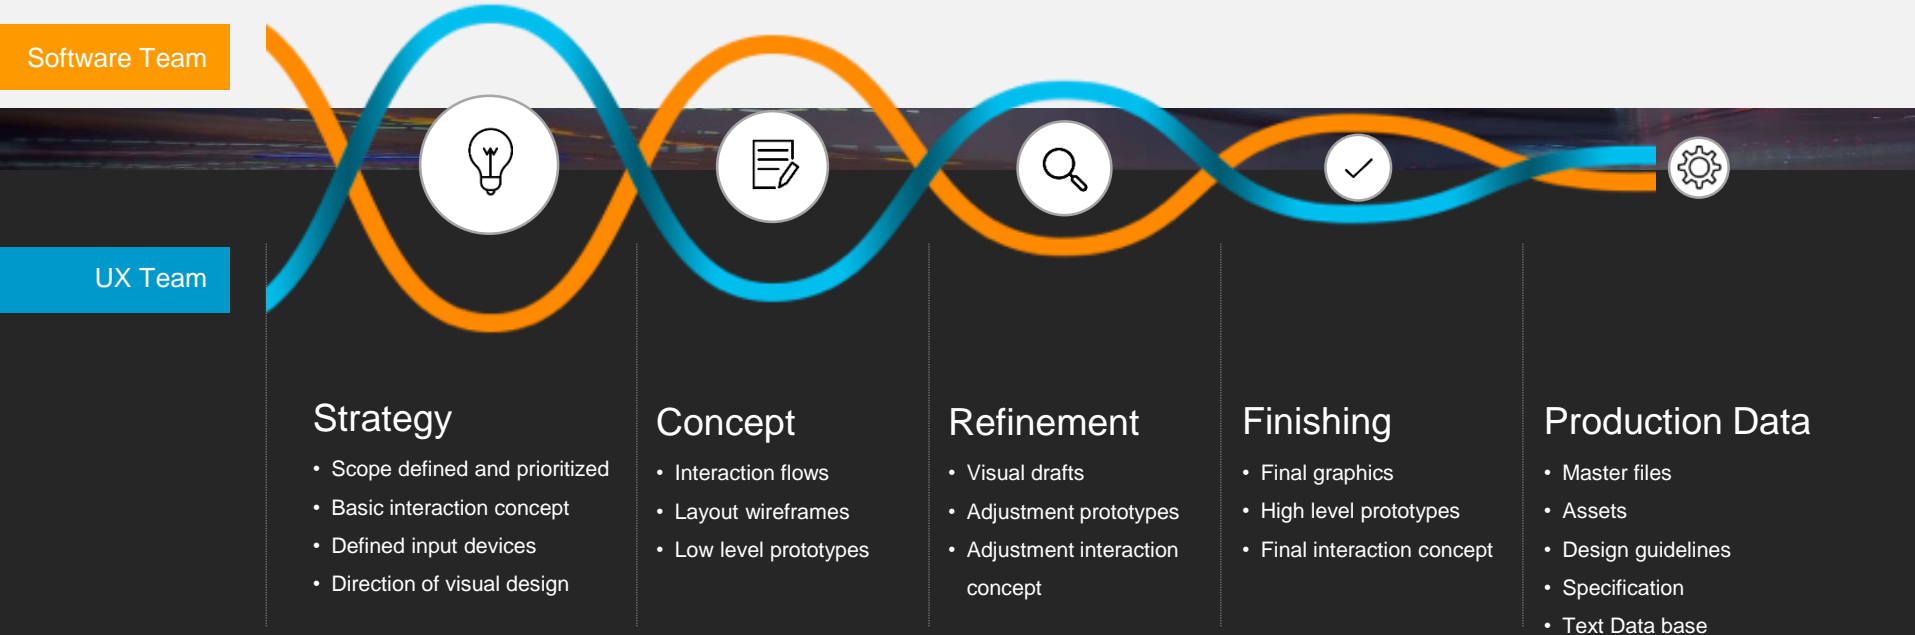 Software Team
UX Team
Strategy
• Scope defined and prioritized
• Basic interaction concept
• Defined input devices
• Direction of visual design
Concept
• Interaction flows
• Layout wireframes
• Low level prototypes
Refinement
• Visual drafts
• Adjustment prototypes
• Adjustment interaction
concept
Finishing
• Final graphics
• High level prototypes
• Final interaction concept
Production Data
• Master files
• Assets
• Design guidelines
• Specification
• Text Data base